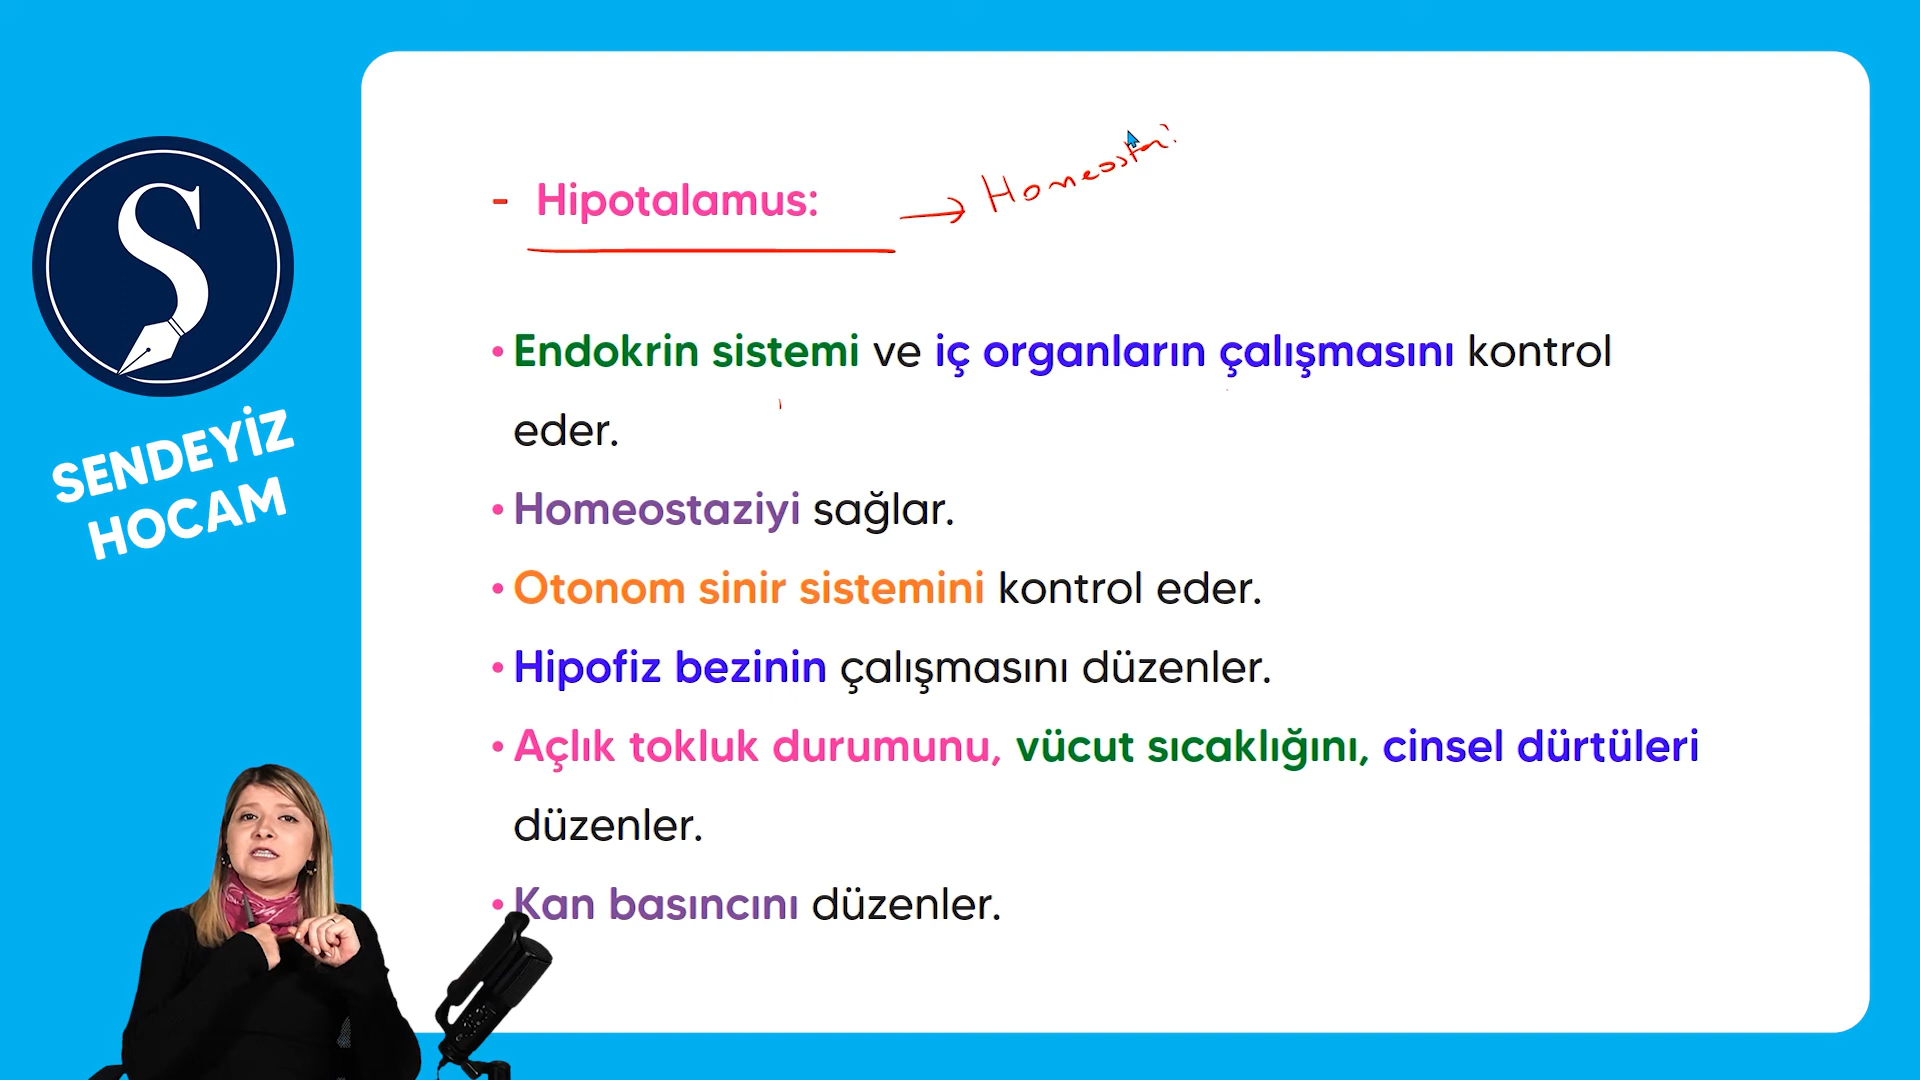 SENDEYİZ
HOCAM
- Hipotalamus:
• Endokrin sistemi ve iç organların çalışmasını kontrol
eder.
• Homeostaziyi sağlar.
• Otonom sinir sistemini kontrol eder.
• Hipofiz bezinin çalışmasını düzenler.
• Açlık tokluk durumunu, vücut sıcaklığını, cinsel dürtüleri
düzenler.
• Kan basıncını düzenler.